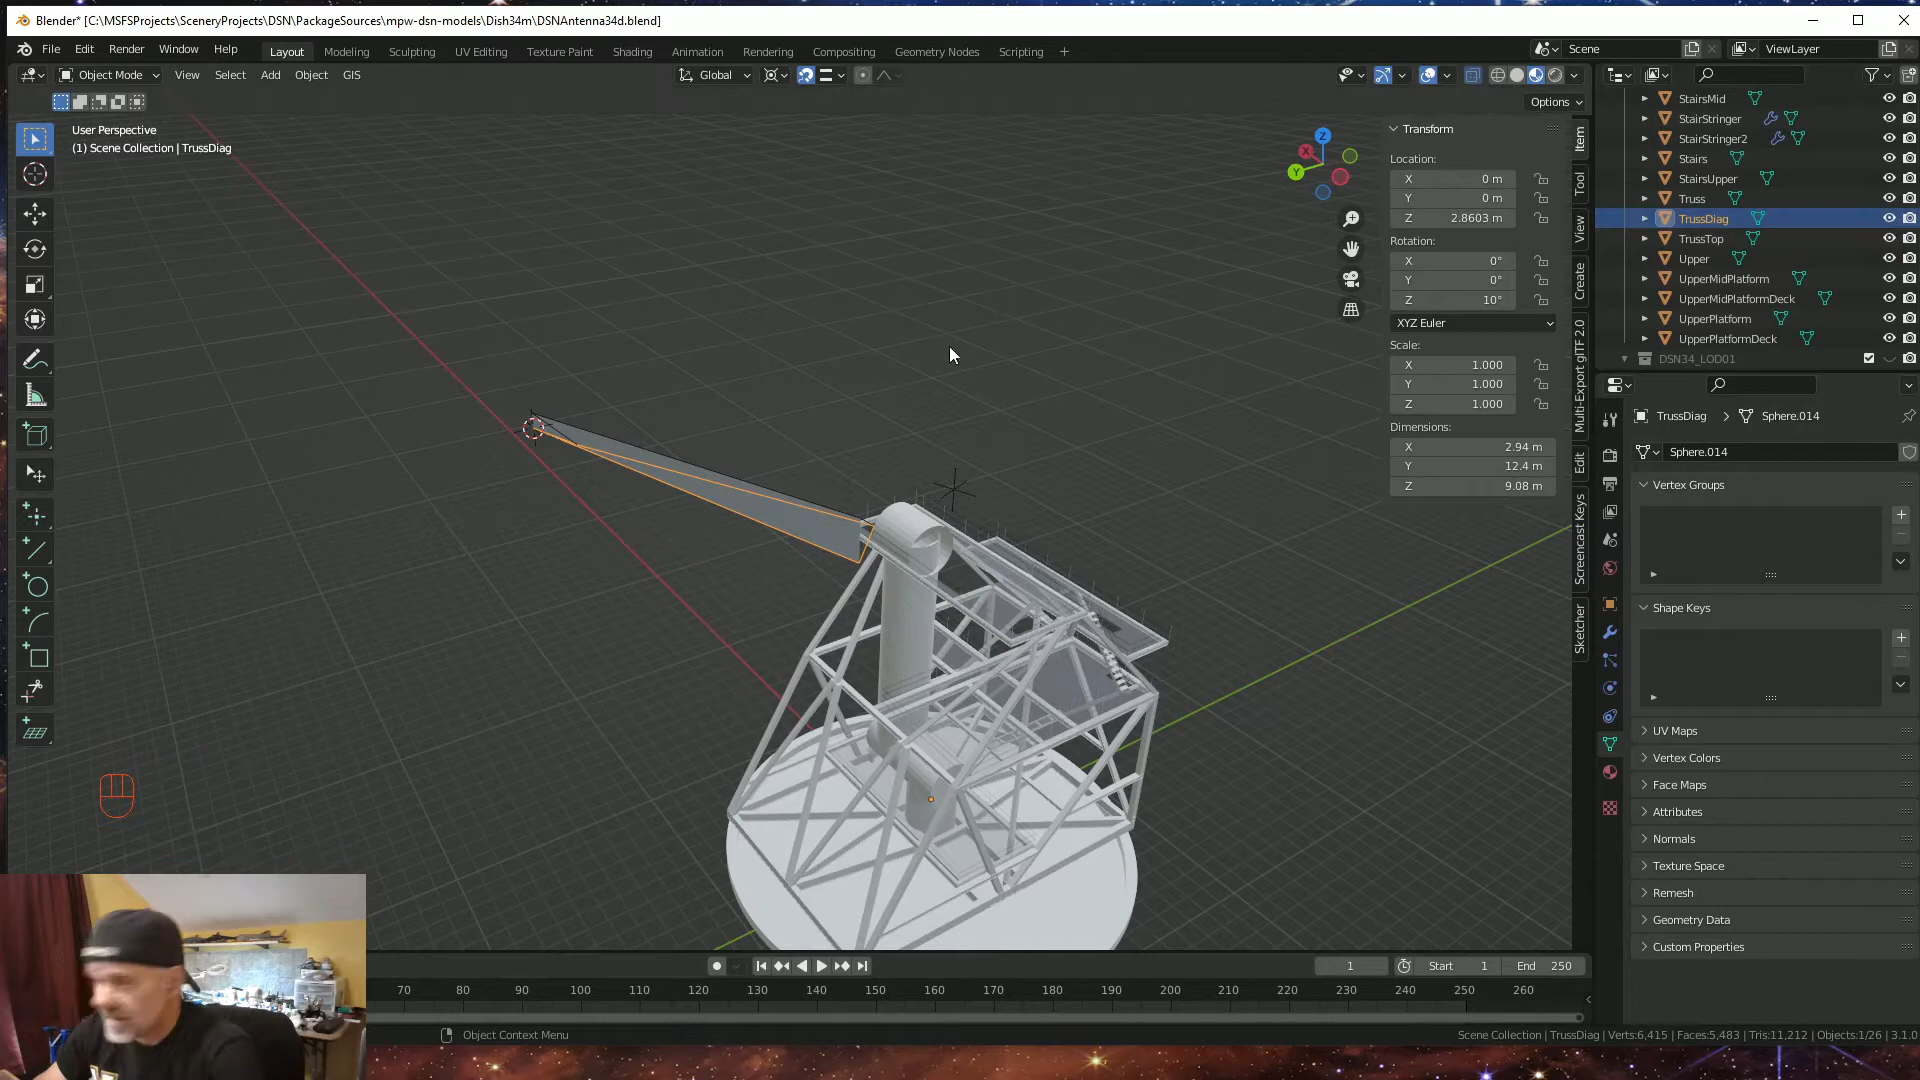 Blender* [C:\MSFSProjects\SceneryProjects\DSN\PackageSources\mpw-dsn-models\Dish34m\DSNAntenna34d.blend]
File Edit Render Window Help Layout Modeling Sculpting UV Editing Texture Paint Shading Animation Rendering Compositing Geometry Nodes Scripting + Scene ViewLayer
Object Mode View Select Add Object GIS Global
Options
User Perspective
(1) Scene Collection | TrussDiag
Z
X
Y
Transform
Location:
X 0 m
Y 0 m
Z 2.8603 m
Rotation:
X 0°
Y 0°
Z 10°
XYZ Euler
Scale:
X 1.000
Y 1.000
Z 1.000
Dimensions:
X 2.94 m
Y 12.4 m
Z 9.08 m
Item
Tool
View
Create
Multi-Export glTF 2.0
Edit
Screencast Keys
Sketcher
StairsMid
StairStringer
StairStringer2
Stairs
StairsUpper
Truss
TrussDiag
TrussTop
Upper
UpperMidPlatform
UpperMidPlatformDeck
UpperPlatform
UpperPlatformDeck
DSN34_LOD01
TrussDiag > Sphere.014
Sphere.014
Vertex Groups
Shape Keys
UV Maps
Vertex Colors
Face Maps
Attributes
Normals
Texture Space
Remesh
Geometry Data
Custom Properties
1 Start 1 End 250
70 80 90 100 110 120 130 140 150 160 170 180 190 200 210 220 230 240 250 260
Object Context Menu
Scene Collection | TrussDiag | Verts:6,415 | Faces:5,483 | Tris:11,212 | Objects:1/26 | 3.1.0